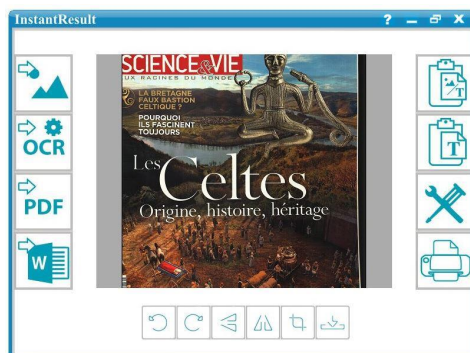 InstantResult
SCIENCE & VIE
UX RACINES DU MONDE
LA BRETAGNE
FAUX BASTION
CELTIQUE ?
POURQUOI
ILS FASCINENT
TOUJOURS
Les
Celtes
Origine, histoire, héritage
OCR
PDF
W
T
T